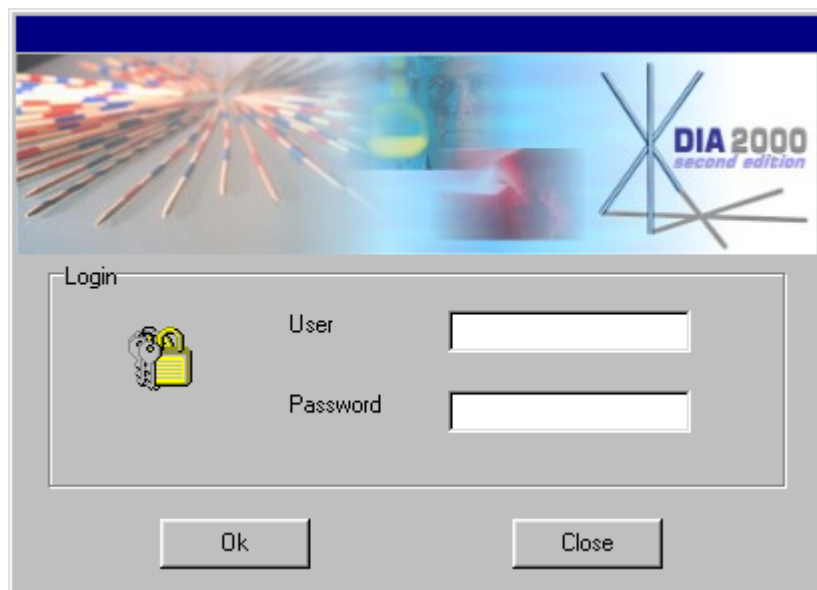 DIA 2000
second edition
Login
User
Password
Ok
Close